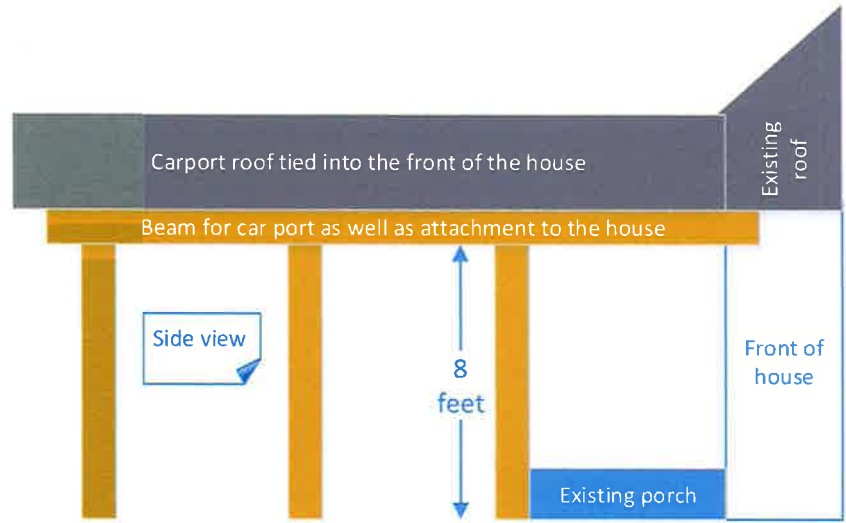 Carport roof tied into the front of the house
Existing
roof
Beam for car port as well as attachment to the house
Side view
8
feet
Front of
house
Existing porch